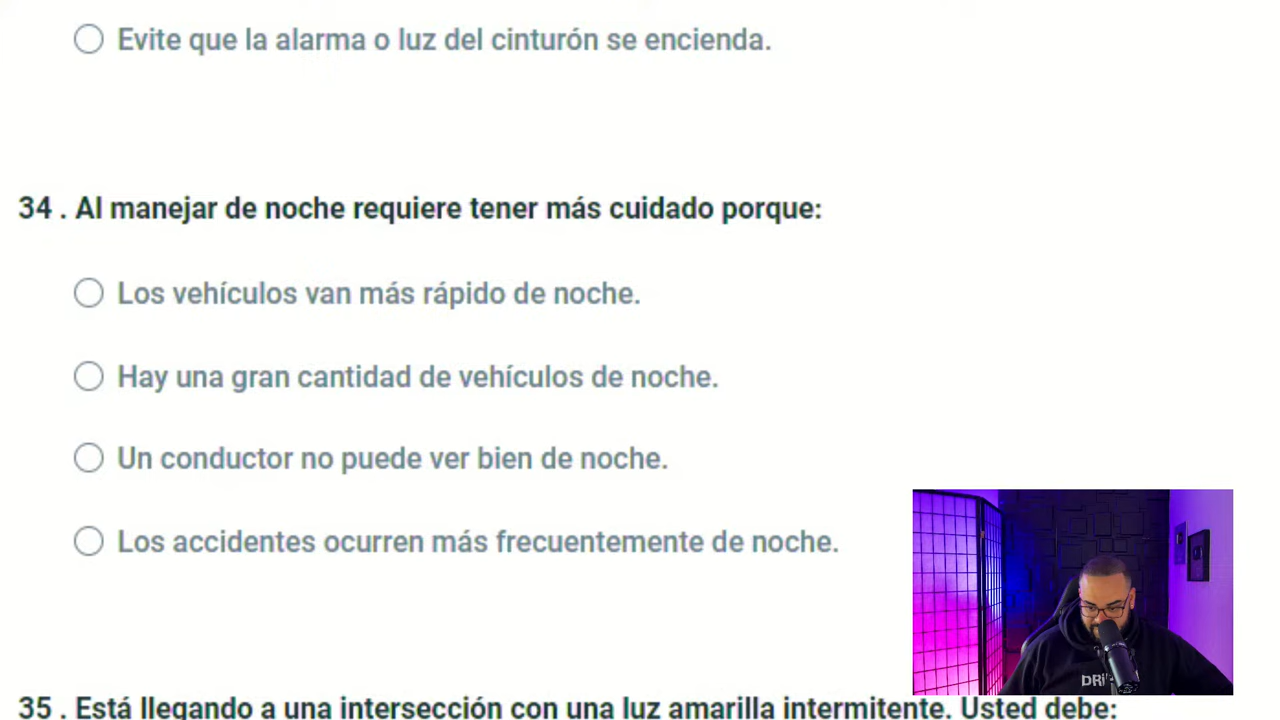 Evite que la alarma o luz del cinturón se encienda.
34 . Al manejar de noche requiere tener más cuidado porque:
Los vehículos van más rápido de noche.
Hay una gran cantidad de vehículos de noche.
Un conductor no puede ver bien de noche.
Los accidentes ocurren más frecuentemente de noche.
35 . Está llegando a una intersección con una luz amarilla intermitente. Usted debe: